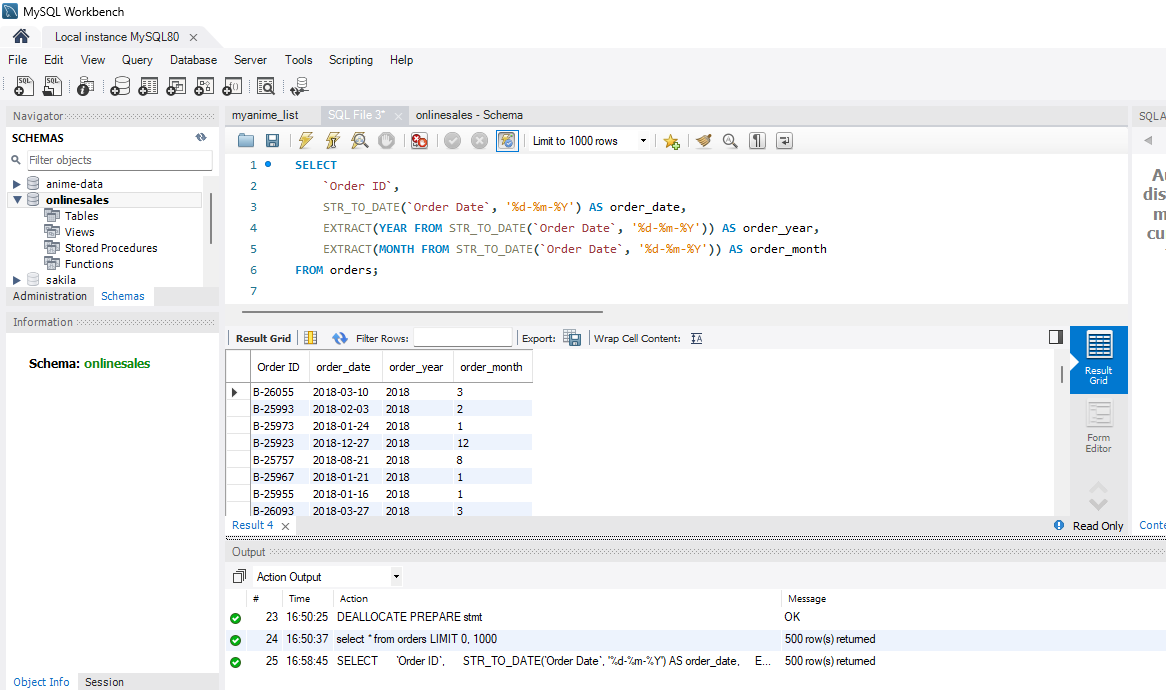 MySQL Workbench
Local instance MySQL80
File Edit View Query Database Server Tools Scripting Help
Navigator
SCHEMAS
Filter objects
anime-data
onlinesales
Tables
Views
Stored Procedures
Functions
sakila
Administration Schemas
Information
Schema: onlinesales
Object Info Session
myanime_list SQL File 3* onlinesales - Schema
Limit to 1000 rows
1 SELECT
2 `Order ID`,
3 STR_TO_DATE(`Order Date`, '%d-%m-%Y') AS order_date,
4 EXTRACT(YEAR FROM STR_TO_DATE(`Order Date`, '%d-%m-%Y')) AS order_year,
5 EXTRACT(MONTH FROM STR_TO_DATE(`Order Date`, '%d-%m-%Y')) AS order_month
6 FROM orders;
7
Result Grid Filter Rows: Export: Wrap Cell Content:
Order ID order_date order_year order_month
B-26055 2018-03-10 2018 3
B-25993 2018-02-03 2018 2
B-25973 2018-01-24 2018 1
B-25923 2018-12-27 2018 12
B-25757 2018-08-21 2018 8
B-25967 2018-01-21 2018 1
B-25955 2018-01-16 2018 1
B-26093 2018-03-27 2018 3
Result
Grid
Form
Editor
Result 4 Read Only
Output
Action Output
# Time Action Message
23 16:50:25 DEALLOCATE PREPARE stmt OK
24 16:50:37 select * from orders LIMIT 0, 1000 500 row(s) returned
25 16:58:45 SELECT `Order ID`, STR_TO_DATE(`Order Date`, '%d-%m-%Y') AS order_date, E... 500 row(s) returned
SQLA
Au
dis
m
cu
Conte